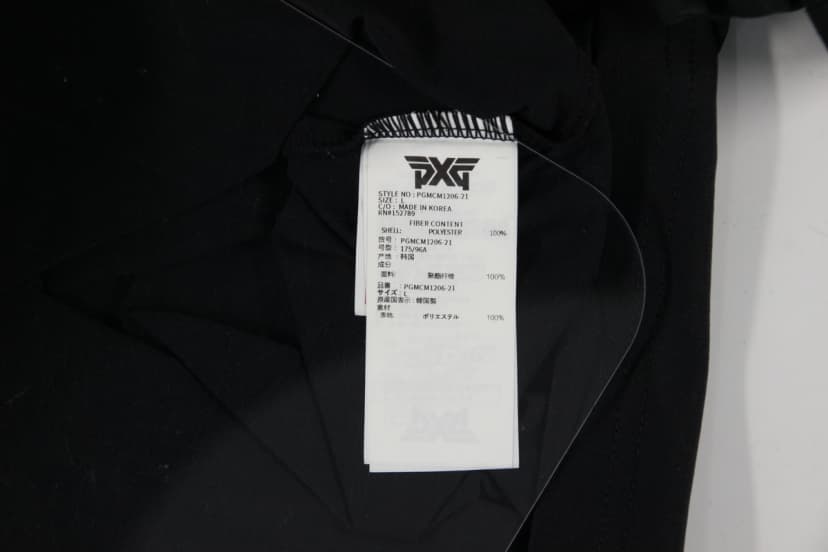 PXG
STYLE NO : PGMCM1206-21
SIZE : L
C/O : MADE IN KOREA
RN#152789
FIBER CONTENT
SHELL: POLYESTER 100%
款号 : PGMCM1206-21
号型 : 175/96A
产地 : 韩国
成分
面料: 聚酯纤维 100%
品番 : PGMCM1206-21
サイズ : L
原産国表示 : 韓国製
素材
表地: ポリエステル 100%